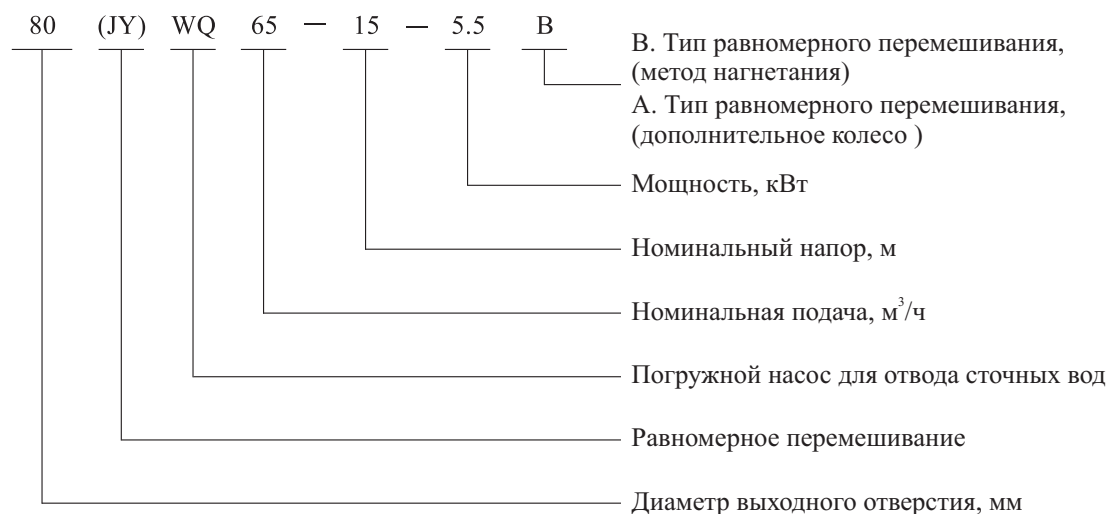 80 (JY) WQ 65 — 15 — 5.5 B
В. Тип равномерного перемешивания,
(метод нагнетания)
А. Тип равномерного перемешивания,
(дополнительное колесо )
Мощность, кВт
Номинальный напор, м
Номинальная подача, м³/ч
Погружной насос для отвода сточных вод
Равномерное перемешивание
Диаметр выходного отверстия, мм